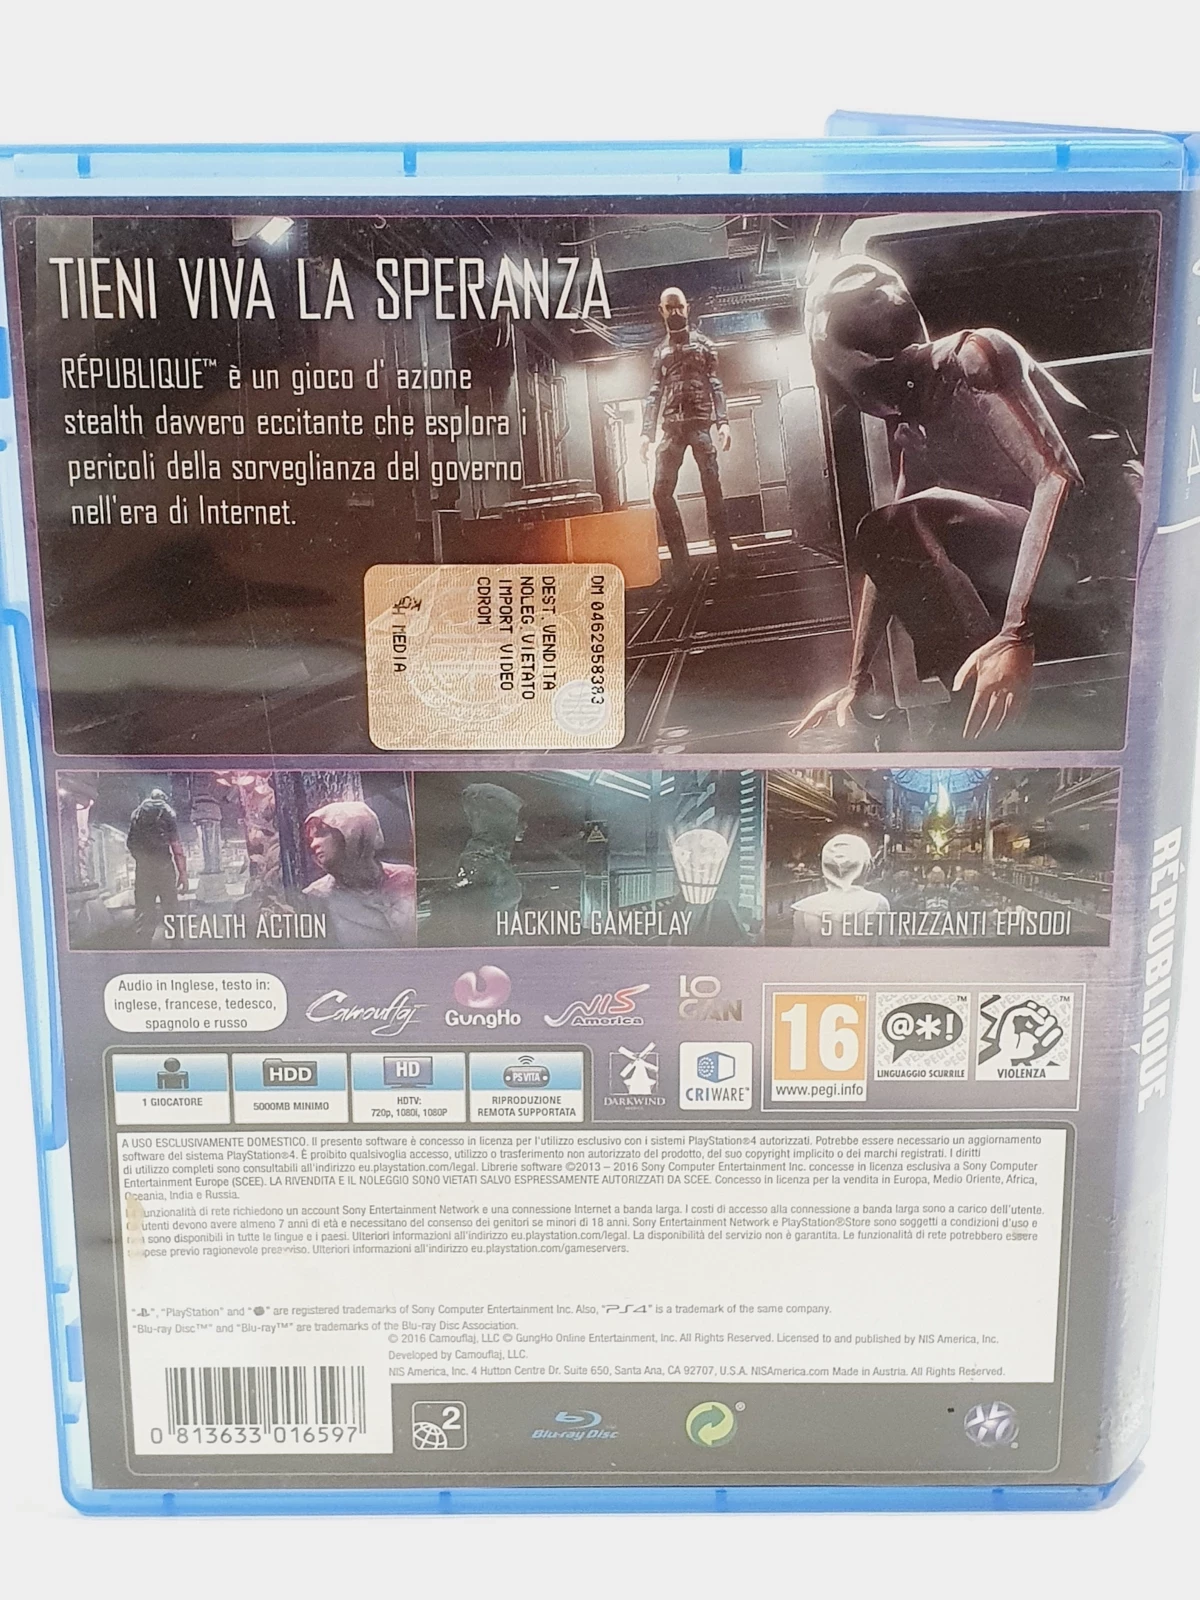 TIENI VIVA LA SPERANZA
RÉPUBLIQUE™ è un gioco d' azione
stealth davvero eccitante che esplora i
pericoli della sorveglianza del governo
nell'era di Internet.
DM 0462958383
DEST.VENDITA
NOLEG.VIETATO
IMPORT VIDEO
CDROM
MEDIA
STEALTH ACTION
HACKING GAMEPLAY
5 ELETTRIZZANTI EPISODI
RÉPUBLIQUE
Audio in Inglese, testo in:
inglese, francese, tedesco,
spagnolo e russo
Camouflaj
GungHo
NIS
America
LO
GAN
16
www.pegi.info
@*!
LINGUAGGIO SCURRILE
VIOLENZA
1 GIOCATORE
HDD
5000MB MINIMO
HD
HDTV:
720p, 1080i, 1080P
PS VITA
RIPRODUZIONE
REMOTA SUPPORTATA
DARKWIND
CRIWARE™
A USO ESCLUSIVAMENTE DOMESTICO. Il presente software è concesso in licenza per l'utilizzo esclusivo con i sistemi PlayStation®4 autorizzati. Potrebbe essere necessario un aggiornamento
software del sistema PlayStation®4. È proibito qualsivoglia accesso, utilizzo o trasferimento non autorizzato del prodotto, del suo copyright implicito o dei marchi registrati. I diritti
di utilizzo completi sono consultabili all'indirizzo eu.playstation.com/legal. Librerie software ©2013 – 2016 Sony Computer Entertainment Inc. concesse in licenza esclusiva a Sony Computer
Entertainment Europe (SCEE). LA RIVENDITA E IL NOLEGGIO SONO VIETATI SALVO ESPRESSAMENTE AUTORIZZATI DA SCEE. Concesso in licenza per la vendita in Europa, Medio Oriente, Africa,
Oceania, India e Russia.
unzionalità di rete richiedono un account Sony Entertainment Network e una connessione Internet a banda larga. I costi di accesso alla connessione a banda larga sono a carico dell'utente.
utenti devono avere almeno 7 anni di età e necessitano del consenso dei genitori se minori di 18 anni. Sony Entertainment Network e PlayStation®Store sono soggetti a condizioni d'uso e
sono disponibili in tutte le lingue e i paesi. Ulteriori informazioni all'indirizzo eu.playstation.com/legal. La disponibilità del servizio non è garantita. Le funzionalità di rete potrebbero essere
pese previo ragionevole preavviso. Ulteriori informazioni all'indirizzo eu.playstation.com/gameservers.
" ", "PlayStation" and " " are registered trademarks of Sony Computer Entertainment Inc. Also, "PS4" is a trademark of the same company.
"Blu-ray Disc™" and "Blu-ray™" are trademarks of the Blu-ray Disc Association.
© 2016 Camouflaj, LLC © GungHo Online Entertainment, Inc. All Rights Reserved. Licensed to and published by NIS America, Inc.
Developed by Camouflaj, LLC.
NIS America, Inc. 4 Hutton Centre Dr. Suite 650, Santa Ana, CA 92707, U.S.A. NISAmerica.com Made in Austria. All Rights Reserved.
0 813633 016597
2
Blu-ray Disc